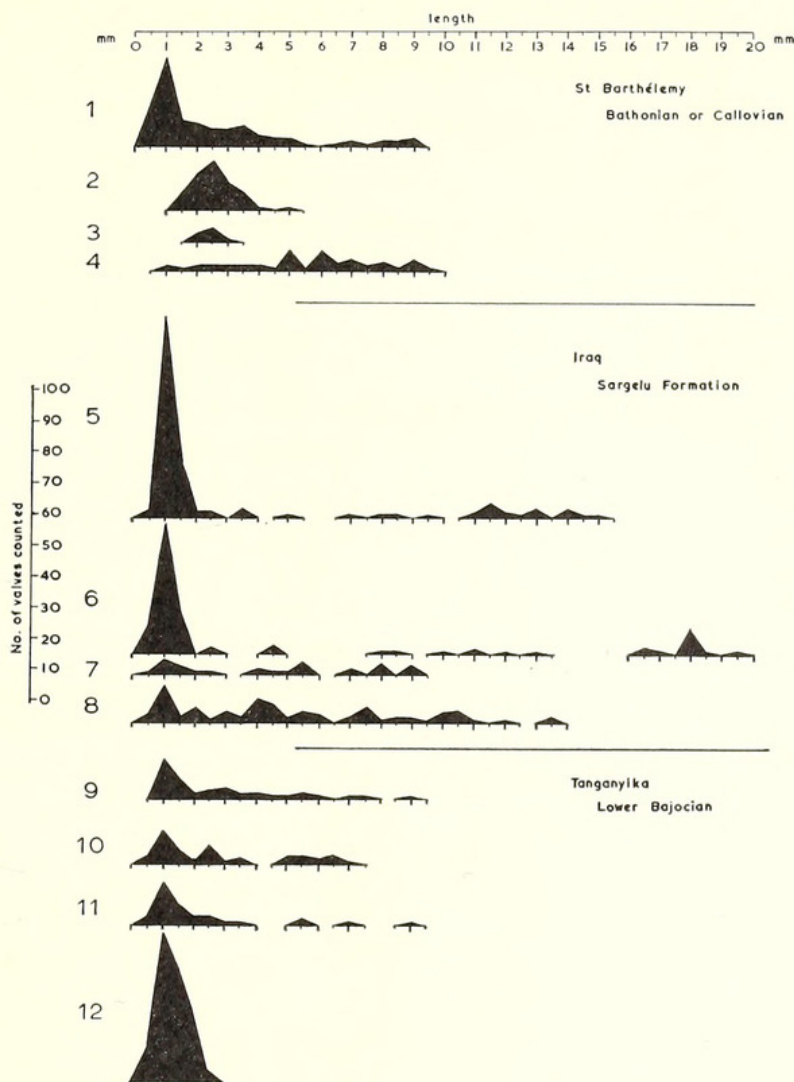 length
mm 0 1 2 3 4 5 6 7 8 9 10 11 12 13 14 15 16 17 18 19 20 mm
St Barthélemy
Bathonian or Callovian
1
2
3
4
Iraq
Sargelu Formation
No. of valves counted
100
90
80
70
60
50
40
30
20
10
0
5
6
7
8
Tanganyika
Lower Bajocian
9
10
11
12